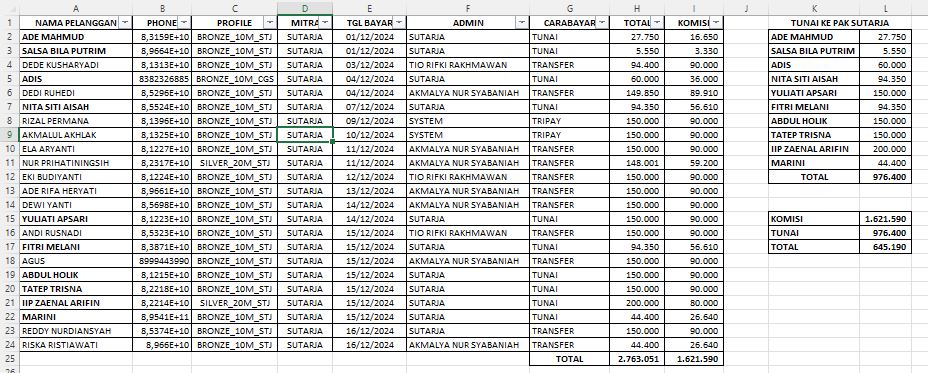 A B C D E F G H I J K L
1 NAMA PELANGGAN PHONE PROFILE MITRA TGL BAYAR ADMIN CARABAYAR TOTAL KOMISI TUNAI KE PAK SUTARJA
2 ADE MAHMUD 8,3159E+10 BRONZE_10M_STJ SUTARJA 01/12/2024 SUTARJA TUNAI 27.750 16.650 ADE MAHMUD 27.750
3 SALSA BILA PUTRIM 8,9664E+10 BRONZE_10M_STJ SUTARJA 01/12/2024 SUTARJA TUNAI 5.550 3.330 SALSA BILA PUTRIM 5.550
4 DEDE KUSHARYADI 8,1313E+10 BRONZE_10M_STJ SUTARJA 03/12/2024 TIO RIFKI RAKHMAWAN TRANSFER 94.400 90.000 ADIS 60.000
5 ADIS 8382326885 BRONZE_10M_CGS SUTARJA 04/12/2024 SUTARJA TUNAI 60.000 36.000 NITA SITI AISAH 94.350
6 DEDI RUHEDI 8,5296E+10 BRONZE_10M_STJ SUTARJA 04/12/2024 AKMALYA NUR SYABANIAH TRANSFER 149.850 89.910 YULIATI APSARI 150.000
7 NITA SITI AISAH 8,5524E+10 BRONZE_10M_STJ SUTARJA 07/12/2024 SUTARJA TUNAI 94.350 56.610 FITRI MELANI 94.350
8 RIZAL PERMANA 8,1396E+10 BRONZE_10M_STJ SUTARJA 09/12/2024 SYSTEM TRIPAY 150.000 90.000 ABDUL HOLIK 150.000
9 AKMALUL AKHLAK 8,1325E+10 BRONZE_10M_STJ SUTARJA 10/12/2024 SYSTEM TRIPAY 150.000 90.000 TATEP TRISNA 150.000
10 ELA ARYANTI 8,1227E+10 BRONZE_10M_STJ SUTARJA 11/12/2024 AKMALYA NUR SYABANIAH TRANSFER 150.000 90.000 IIP ZAENAL ARIFIN 200.000
11 NUR PRIHATININGSIH 8,2317E+10 SILVER_20M_STJ SUTARJA 11/12/2024 AKMALYA NUR SYABANIAH TRANSFER 148.001 59.200 MARINI 44.400
12 EKI BUDIYANTI 8,1224E+10 BRONZE_10M_STJ SUTARJA 12/12/2024 TIO RIFKI RAKHMAWAN TRANSFER 150.000 90.000 TOTAL 976.400
13 ADE RIFA HERYATI 8,9661E+10 BRONZE_10M_STJ SUTARJA 13/12/2024 AKMALYA NUR SYABANIAH TRANSFER 150.000 90.000
14 DEWI YANTI 8,5698E+10 BRONZE_10M_STJ SUTARJA 14/12/2024 AKMALYA NUR SYABANIAH TRANSFER 150.000 90.000
15 YULIATI APSARI 8,1223E+10 BRONZE_10M_STJ SUTARJA 14/12/2024 SUTARJA TUNAI 150.000 90.000 KOMISI 1.621.590
16 ANDI RUSNADI 8,5323E+10 BRONZE_10M_STJ SUTARJA 15/12/2024 TIO RIFKI RAKHMAWAN TRANSFER 150.000 90.000 TUNAI 976.400
17 FITRI MELANI 8,3871E+10 BRONZE_10M_STJ SUTARJA 15/12/2024 SUTARJA TUNAI 94.350 56.610 TOTAL 645.190
18 AGUS 8999443990 BRONZE_10M_STJ SUTARJA 15/12/2024 AKMALYA NUR SYABANIAH TRANSFER 150.000 90.000
19 ABDUL HOLIK 8,1215E+10 BRONZE_10M_STJ SUTARJA 15/12/2024 SUTARJA TUNAI 150.000 90.000
20 TATEP TRISNA 8,2218E+10 BRONZE_10M_STJ SUTARJA 15/12/2024 SUTARJA TUNAI 150.000 90.000
21 IIP ZAENAL ARIFIN 8,2214E+10 SILVER_20M_STJ SUTARJA 15/12/2024 SUTARJA TUNAI 200.000 80.000
22 MARINI 8,9541E+11 BRONZE_10M_STJ SUTARJA 15/12/2024 SUTARJA TUNAI 44.400 26.640
23 REDDY NURDIANSYAH 8,5374E+10 BRONZE_10M_STJ SUTARJA 16/12/2024 SUTARJA TRANSFER 150.000 90.000
24 RISKA RISTIAWATI 8,966E+10 BRONZE_10M_STJ SUTARJA 16/12/2024 AKMALYA NUR SYABANIAH TRANSFER 44.400 26.640
25 TOTAL 2.763.051 1.621.590